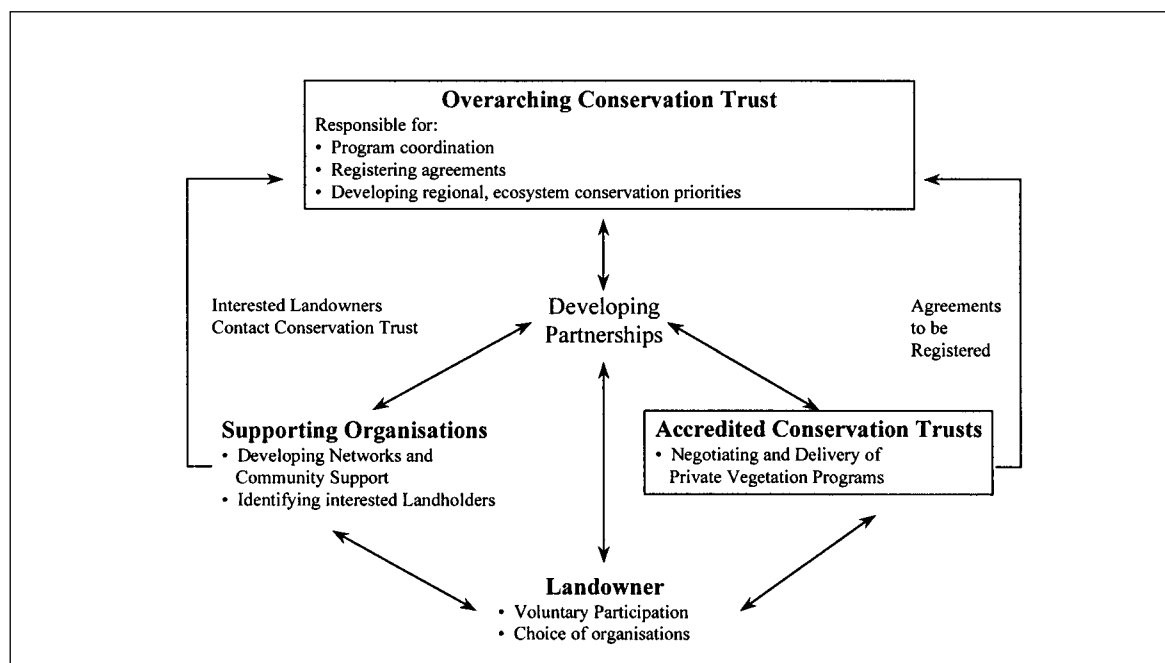 Overarching Conservation Trust
Responsible for:
• Program coordination
• Registering agreements
• Developing regional, ecosystem conservation priorities
Interested Landowners
Contact Conservation Trust
Developing
Partnerships
Agreements
to be
Registered
Supporting Organisations
• Developing Networks and
Community Support
• Identifying interested Landholders
Accredited Conservation Trusts
• Negotiating and Delivery of
Private Vegetation Programs
Landowner
• Voluntary Participation
• Choice of organisations